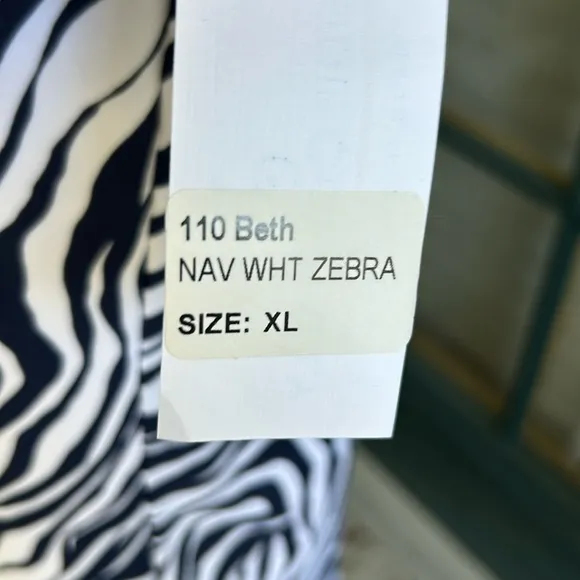 110 Beth
NAV WHT ZEBRA
SIZE: XL